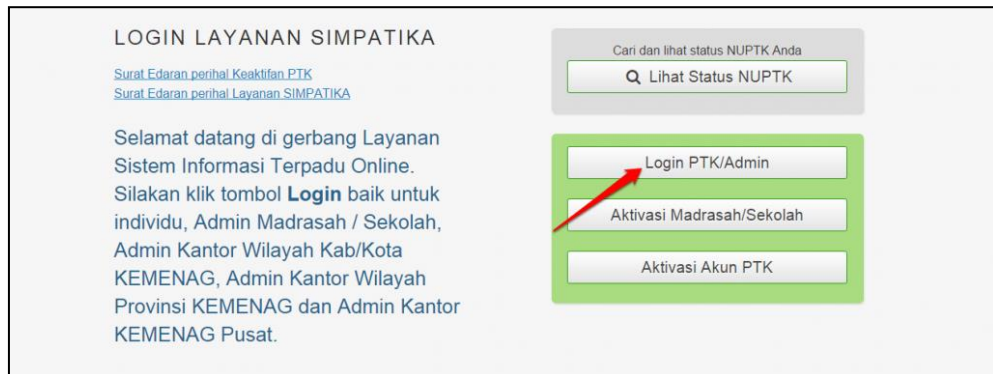 LOGIN LAYANAN SIMPATIKA
Surat Edaran perihal Keaktifan PTK
Surat Edaran perihal Layanan SIMPATIKA
Selamat datang di gerbang Layanan
Sistem Informasi Terpadu Online.
Silakan klik tombol Login baik untuk
individu, Admin Madrasah / Sekolah,
Admin Kantor Wilayah Kab/Kota
KEMENAG, Admin Kantor Wilayah
Provinsi KEMENAG dan Admin Kantor
KEMENAG Pusat.
Cari dan lihat status NUPTK Anda
Lihat Status NUPTK
Login PTK/Admin
Aktivasi Madrasah/Sekolah
Aktivasi Akun PTK